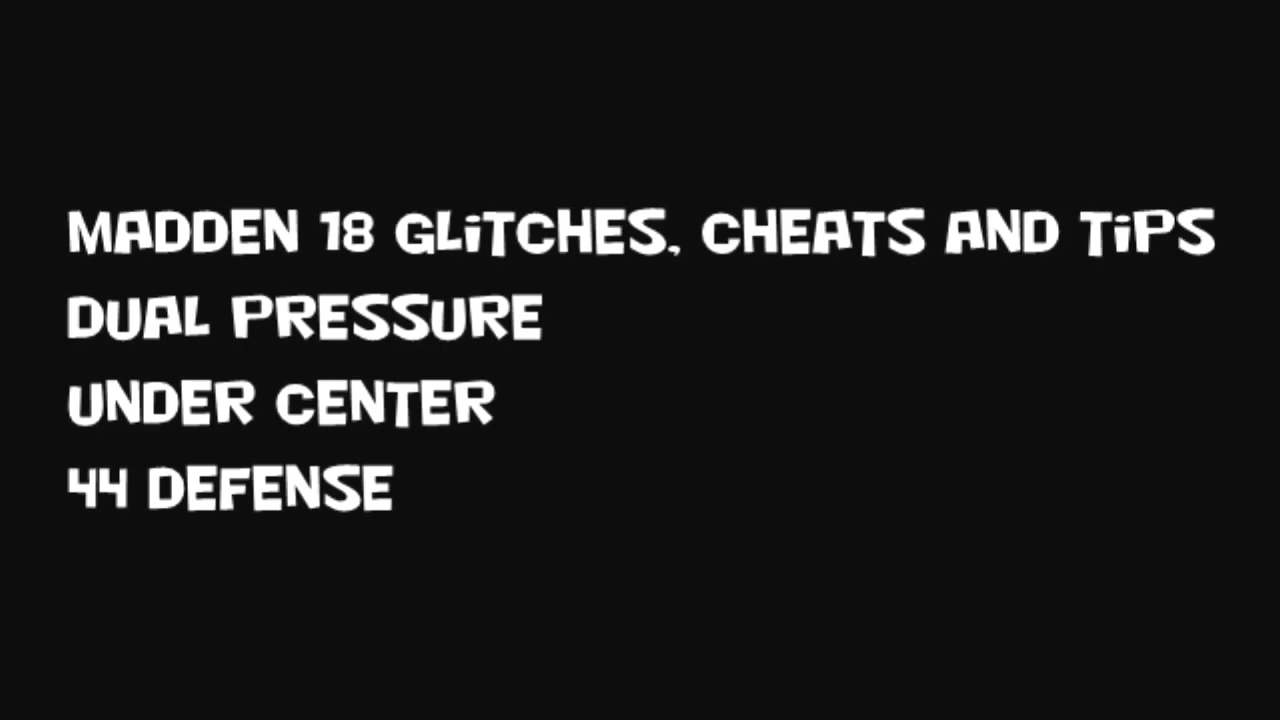 MADDEN 18 GLiTCHES, CHEATS AND TiPS
DUAL PRESSURE
UNDER CENTER
44 DEFENSE